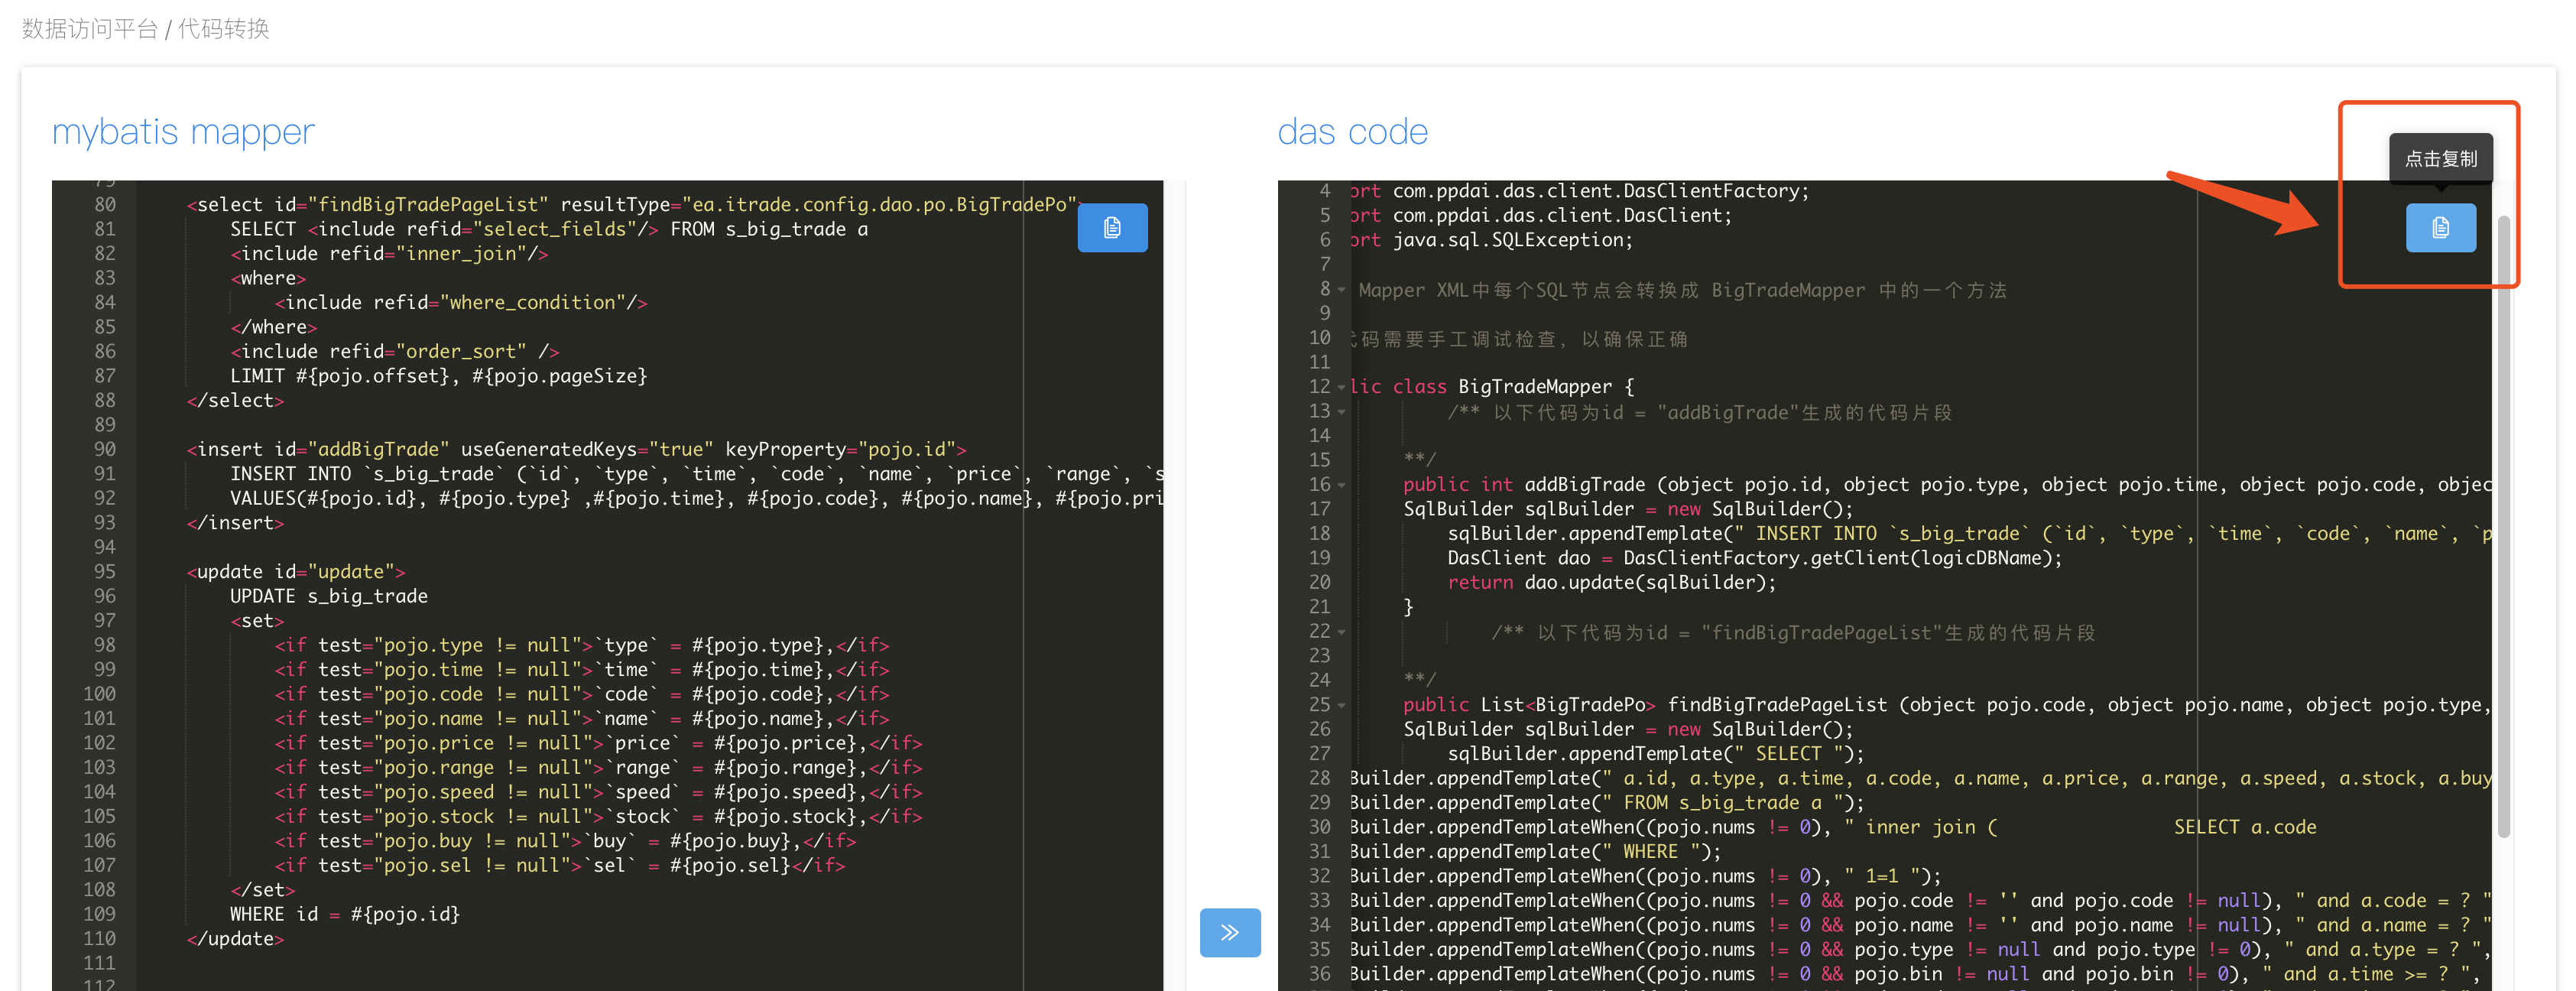 数据访问平台 / 代码转换
mybatis mapper
79
80 <select id="findBigTradePageList" resultType="ea.itrade.config.dao.po.BigTradePo">
81 SELECT <include refid="select_fields"/> FROM s_big_trade a
82 <include refid="inner_join"/>
83 <where>
84 <include refid="where_condition"/>
85 </where>
86 <include refid="order_sort" />
87 LIMIT #{pojo.offset}, #{pojo.pageSize}
88 </select>
89
90 <insert id="addBigTrade" useGeneratedKeys="true" keyProperty="pojo.id">
91 INSERT INTO `s_big_trade` (`id`, `type`, `time`, `code`, `name`, `price`, `range`, `s
92 VALUES(#{pojo.id}, #{pojo.type} ,#{pojo.time}, #{pojo.code}, #{pojo.name}, #{pojo.pri
93 </insert>
94
95 <update id="update">
96 UPDATE s_big_trade
97 <set>
98 <if test="pojo.type != null">`type` = #{pojo.type},</if>
99 <if test="pojo.time != null">`time` = #{pojo.time},</if>
100 <if test="pojo.code != null">`code` = #{pojo.code},</if>
101 <if test="pojo.name != null">`name` = #{pojo.name},</if>
102 <if test="pojo.price != null">`price` = #{pojo.price},</if>
103 <if test="pojo.range != null">`range` = #{pojo.range},</if>
104 <if test="pojo.speed != null">`speed` = #{pojo.speed},</if>
105 <if test="pojo.stock != null">`stock` = #{pojo.stock},</if>
106 <if test="pojo.buy != null">`buy` = #{pojo.buy},</if>
107 <if test="pojo.sel != null">`sel` = #{pojo.sel}</if>
108 </set>
109 WHERE id = #{pojo.id}
110 </update>
111
112
das code
点击复制
4 ort com.ppdai.das.client.DasClientFactory;
5 ort com.ppdai.das.client.DasClient;
6 ort java.sql.SQLException;
7
8 Mapper XML中每个SQL节点会转换成 BigTradeMapper 中的一个方法
9
10 代码需要手工调试检查，以确保正确
11
12 lic class BigTradeMapper {
13 /** 以下代码为id = "addBigTrade"生成的代码片段
14
15 **/
16 public int addBigTrade (object pojo.id, object pojo.type, object pojo.time, object pojo.code, objec
17 SqlBuilder sqlBuilder = new SqlBuilder();
18 sqlBuilder.appendTemplate(" INSERT INTO `s_big_trade` (`id`, `type`, `time`, `code`, `name`, `p
19 DasClient dao = DasClientFactory.getClient(logicDBName);
20 return dao.update(sqlBuilder);
21 }
22 /** 以下代码为id = "findBigTradePageList"生成的代码片段
23
24 **/
25 public List<BigTradePo> findBigTradePageList (object pojo.code, object pojo.name, object pojo.type,
26 SqlBuilder sqlBuilder = new SqlBuilder();
27 sqlBuilder.appendTemplate(" SELECT ");
28 Builder.appendTemplate(" a.id, a.type, a.time, a.code, a.name, a.price, a.range, a.speed, a.stock, a.buy
29 Builder.appendTemplate(" FROM s_big_trade a ");
30 Builder.appendTemplateWhen((pojo.nums != 0), " inner join ( SELECT a.code
31 Builder.appendTemplate(" WHERE ");
32 Builder.appendTemplateWhen((pojo.nums != 0), " 1=1 ");
33 Builder.appendTemplateWhen((pojo.nums != 0 && pojo.code != '' and pojo.code != null), " and a.code = ? "
34 Builder.appendTemplateWhen((pojo.nums != 0 && pojo.name != '' and pojo.name != null), " and a.name = ? "
35 Builder.appendTemplateWhen((pojo.nums != 0 && pojo.type != null and pojo.type != 0), " and a.type = ? ",
36 Builder.appendTemplateWhen((pojo.nums != 0 && pojo.bin != null and pojo.bin != 0), " and a.time >= ? ",